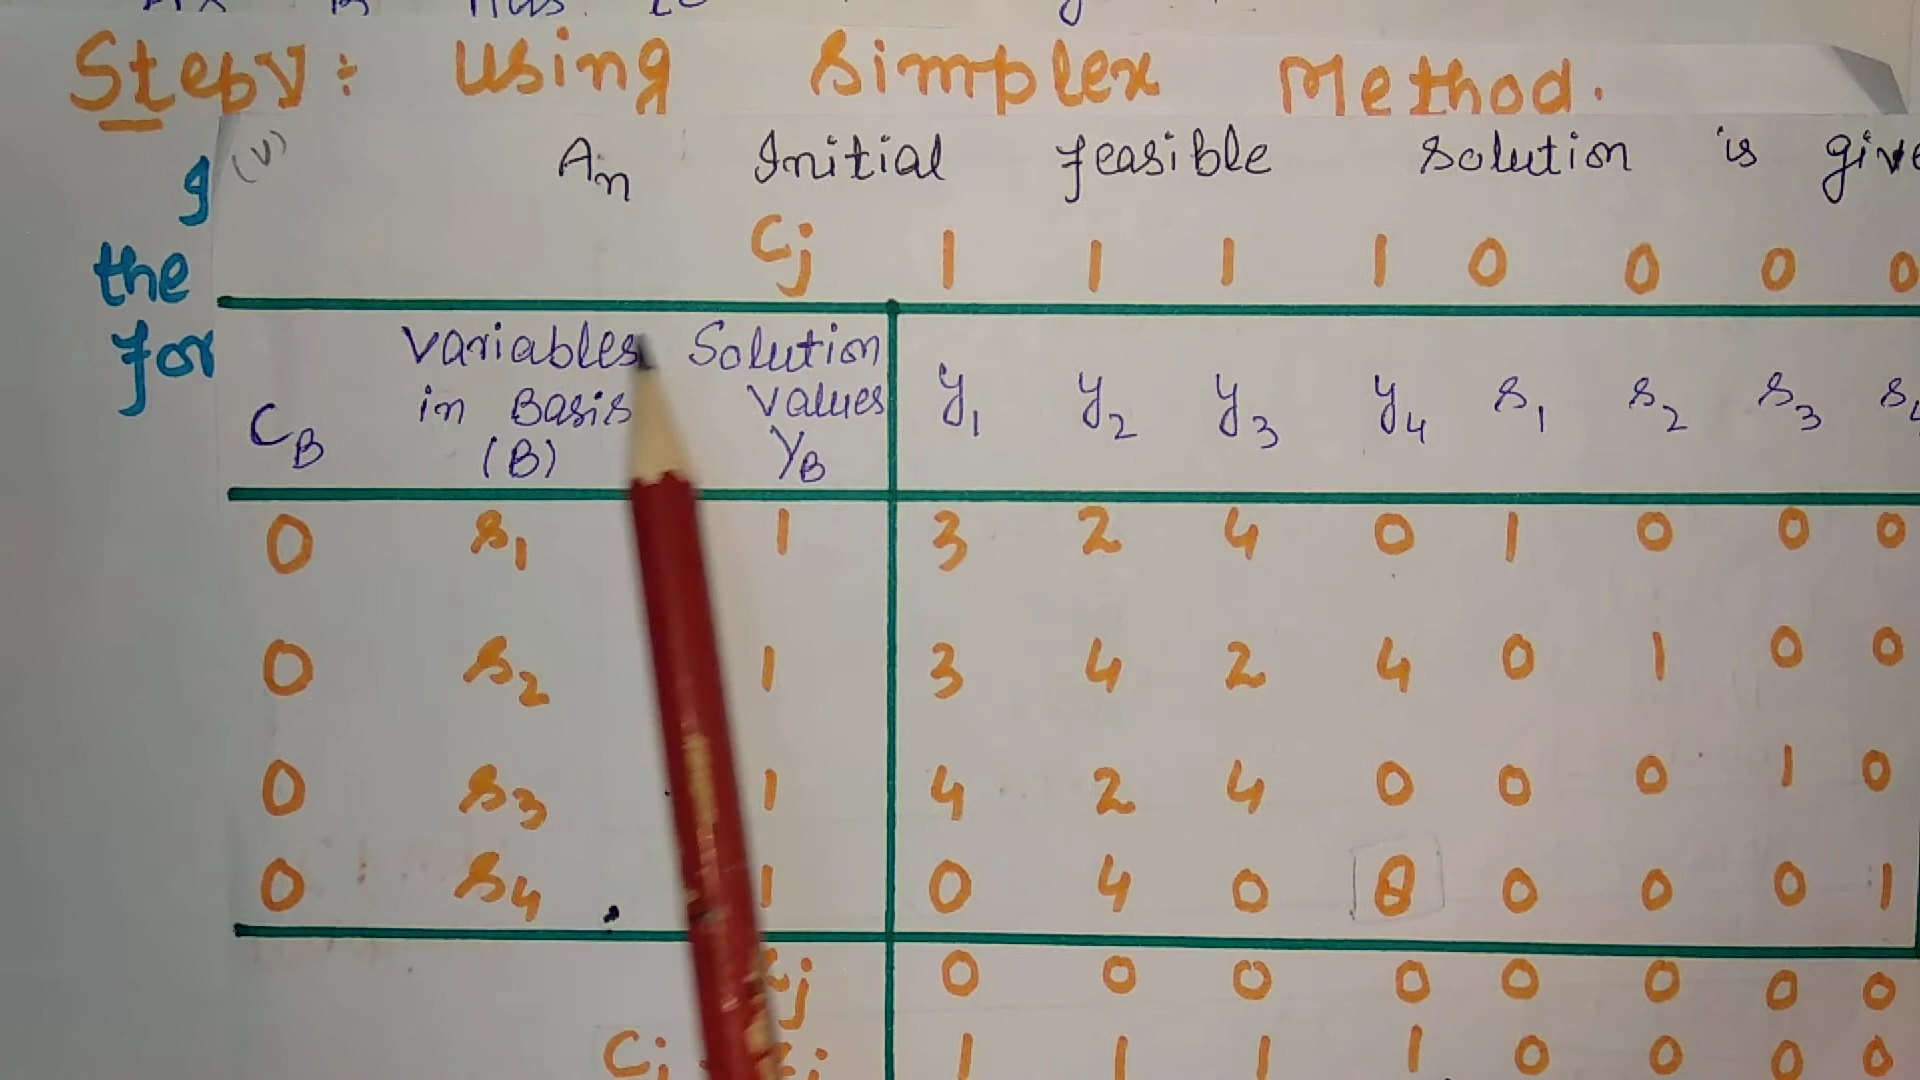 Step V : Using Simplex Method.
g (V) An Initial feasible solution is give
the Cj 1 1 1 1 0 0 0 0
for Variables Solution
in Basis Values y1 y2 y3 y4 s1 s2 s3 s4
CB (B) YB
0 s1 1 3 2 4 0 1 0 0 0
0 s2 1 3 4 2 4 0 1 0 0
0 s3 1 4 2 4 0 0 0 1 0
0 s4 1 0 4 0 8 0 0 0 1
0 0 0 0 0 0 0 0
Cj 1 1 1 1 0 0 0 0